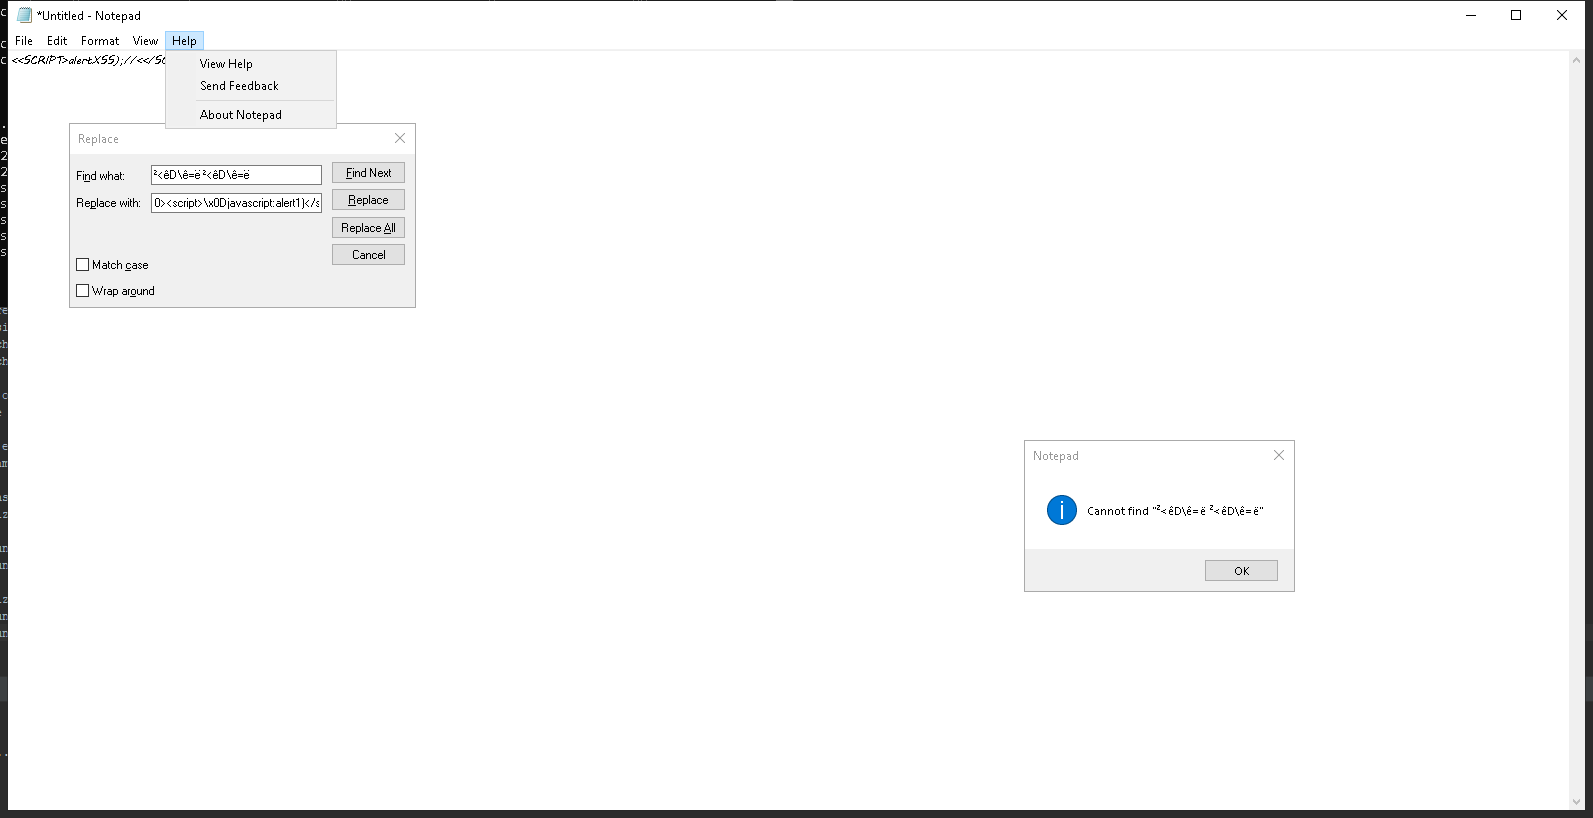 *Untitled - Notepad
File Edit Format View Help
<<SCRIPT>alertXSS);//<</SC
View Help
Send Feedback
About Notepad
Replace
Find what: ²<êD\ê=ë ²<êD\ê=ë Find Next
Replace with: 0><script>\x0Djavascript:alert1)</s Replace
Replace All
Cancel
Match case
Wrap around
Notepad
Cannot find "²<êD\ê=ë ²<êD\ê=ë"
OK